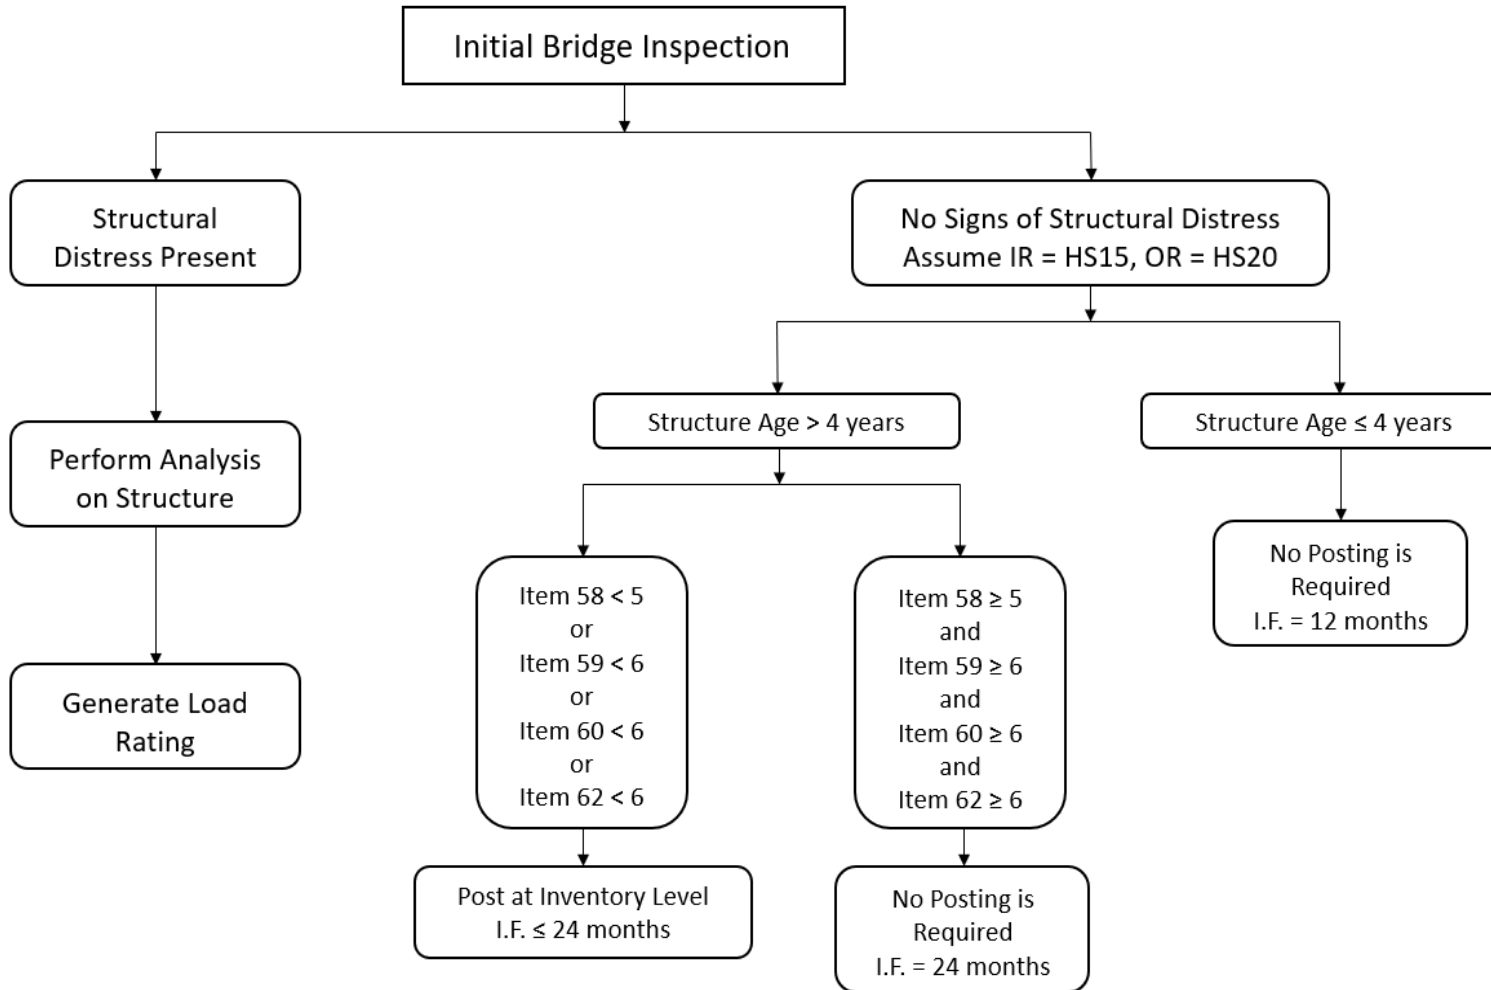 Initial Bridge Inspection
Structural
Distress Present
No Signs of Structural Distress
Assume IR = HS15, OR = HS20
Structure Age > 4 years
Structure Age ≤ 4 years
Perform Analysis
on Structure
No Posting is
Required
I.F. = 12 months
Item 58 < 5
or
Item 59 < 6
or
Item 60 < 6
or
Item 62 < 6
Item 58 ≥ 5
and
Item 59 ≥ 6
and
Item 60 ≥ 6
and
Item 62 ≥ 6
Generate Load
Rating
Post at Inventory Level
I.F. ≤ 24 months
No Posting is
Required
I.F. = 24 months